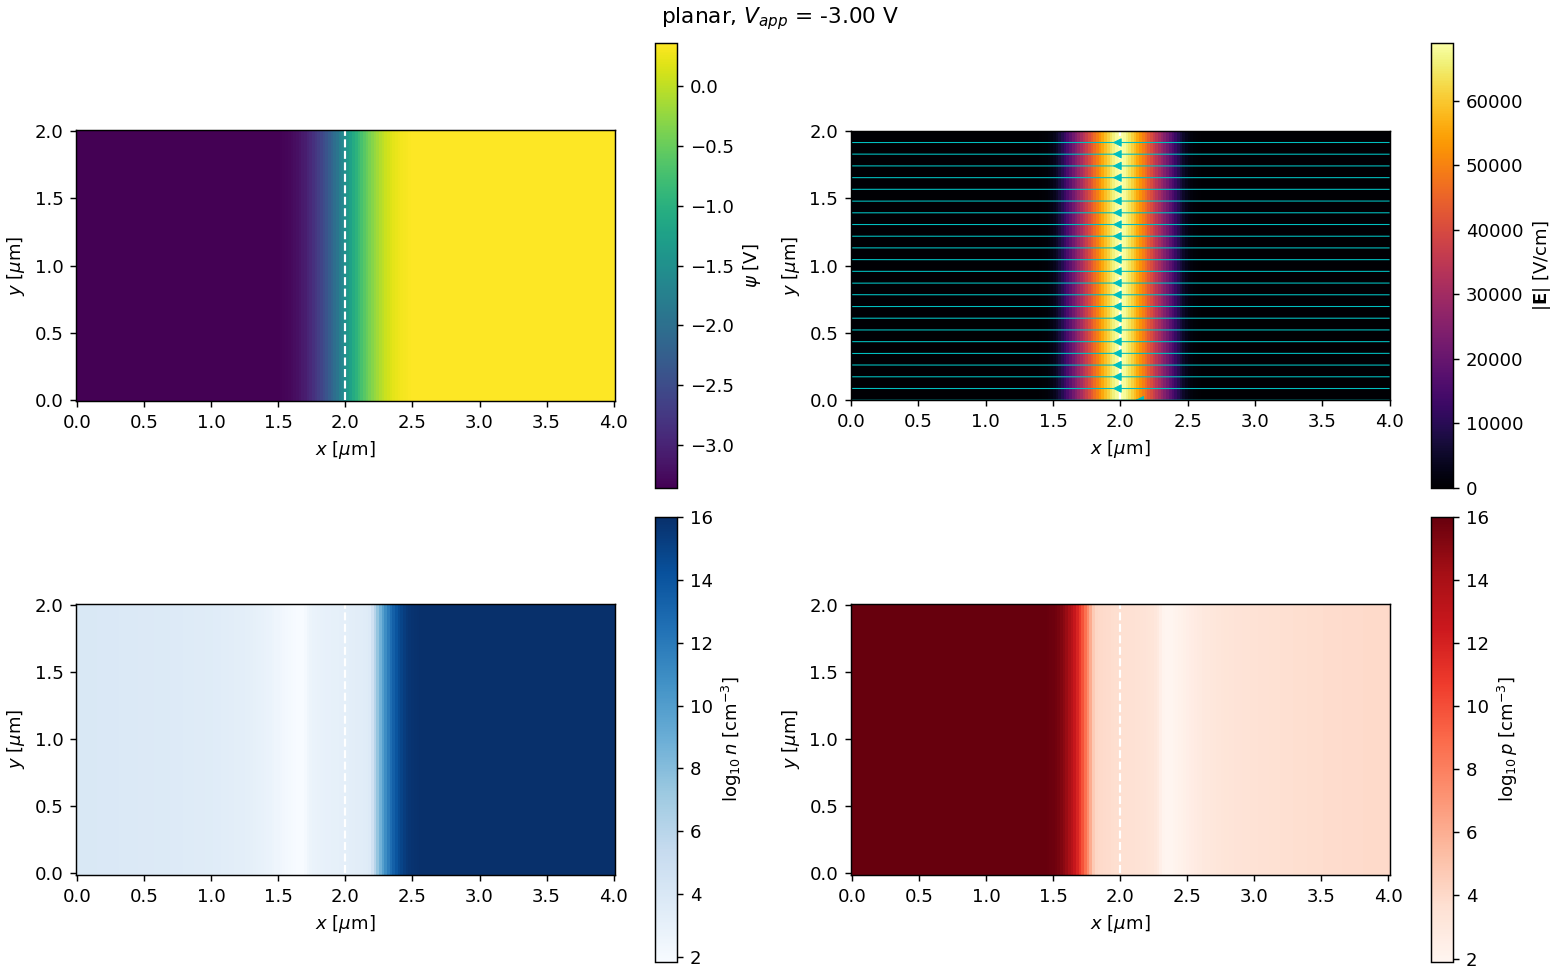 planar, V_app = -3.00 V
2.0
1.5
1.0
0.5
0.0
y [μm]
0.0 0.5 1.0 1.5 2.0 2.5 3.0 3.5 4.0
x [μm]
0.0
−0.5
−1.0
−1.5
−2.0
−2.5
−3.0
ψ [V]
2.0
1.5
1.0
0.5
0.0
y [μm]
0.0 0.5 1.0 1.5 2.0 2.5 3.0 3.5 4.0
x [μm]
60000
50000
40000
30000
20000
10000
0
|E| [V/cm]
2.0
1.5
1.0
0.5
0.0
y [μm]
0.0 0.5 1.0 1.5 2.0 2.5 3.0 3.5 4.0
x [μm]
16
14
12
10
8
6
4
2
log₁₀ n [cm⁻³]
2.0
1.5
1.0
0.5
0.0
y [μm]
0.0 0.5 1.0 1.5 2.0 2.5 3.0 3.5 4.0
x [μm]
16
14
12
10
8
6
4
2
log₁₀ p [cm⁻³]